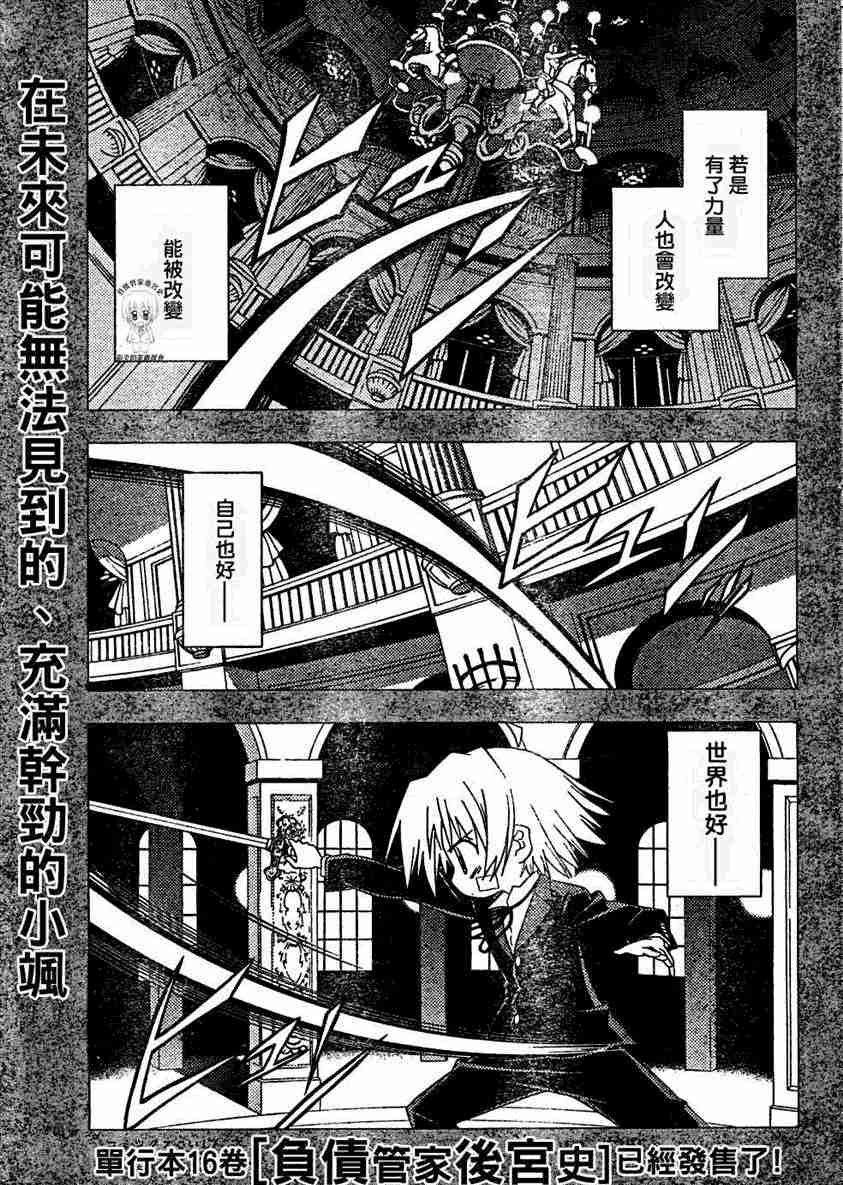 若是
有了力量
人也會改變
能被改變
自己也好——
世界也好——
在未來可能無法見到的、充滿幹勁的小颯
單行本16卷[負債管家後宮史]已經發售了!